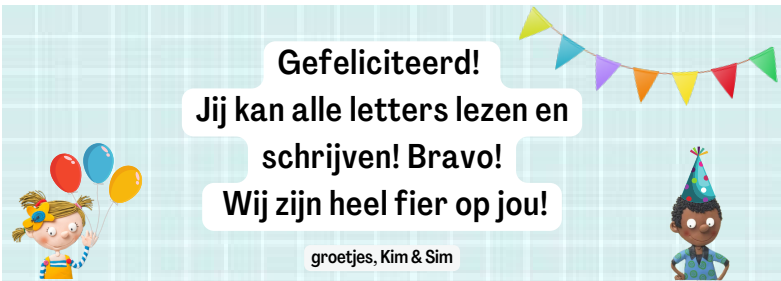 Gefeliciteerd!
Jij kan alle letters lezen en
schrijven! Bravo!
Wij zijn heel fier op jou!
groetjes, Kim & Sim